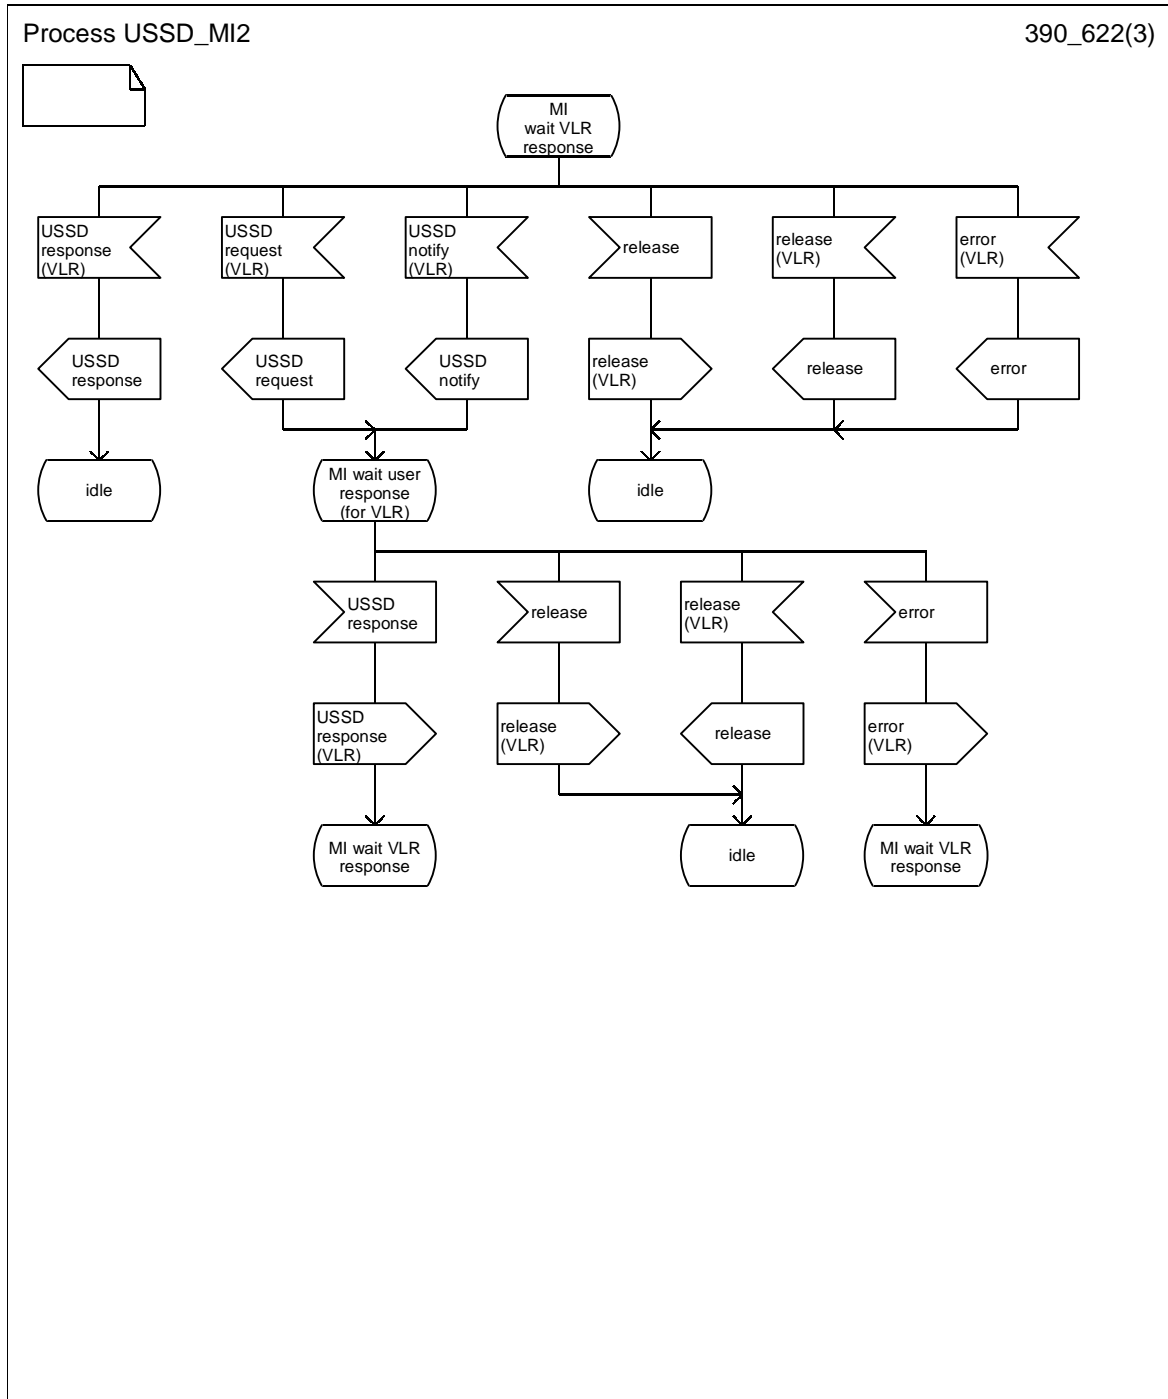 Process USSD_MI2
390_622(3)
MI
wait VLR
response
USSD
response
(VLR)
USSD
request
(VLR)
USSD
notify
(VLR)
release
release
(VLR)
error
(VLR)
USSD
response
USSD
request
USSD
notify
release
(VLR)
release
error
idle
MI wait user
response
(for VLR)
idle
USSD
response
release
release
(VLR)
error
USSD
response
(VLR)
release
(VLR)
release
error
(VLR)
MI wait VLR
response
idle
MI wait VLR
response